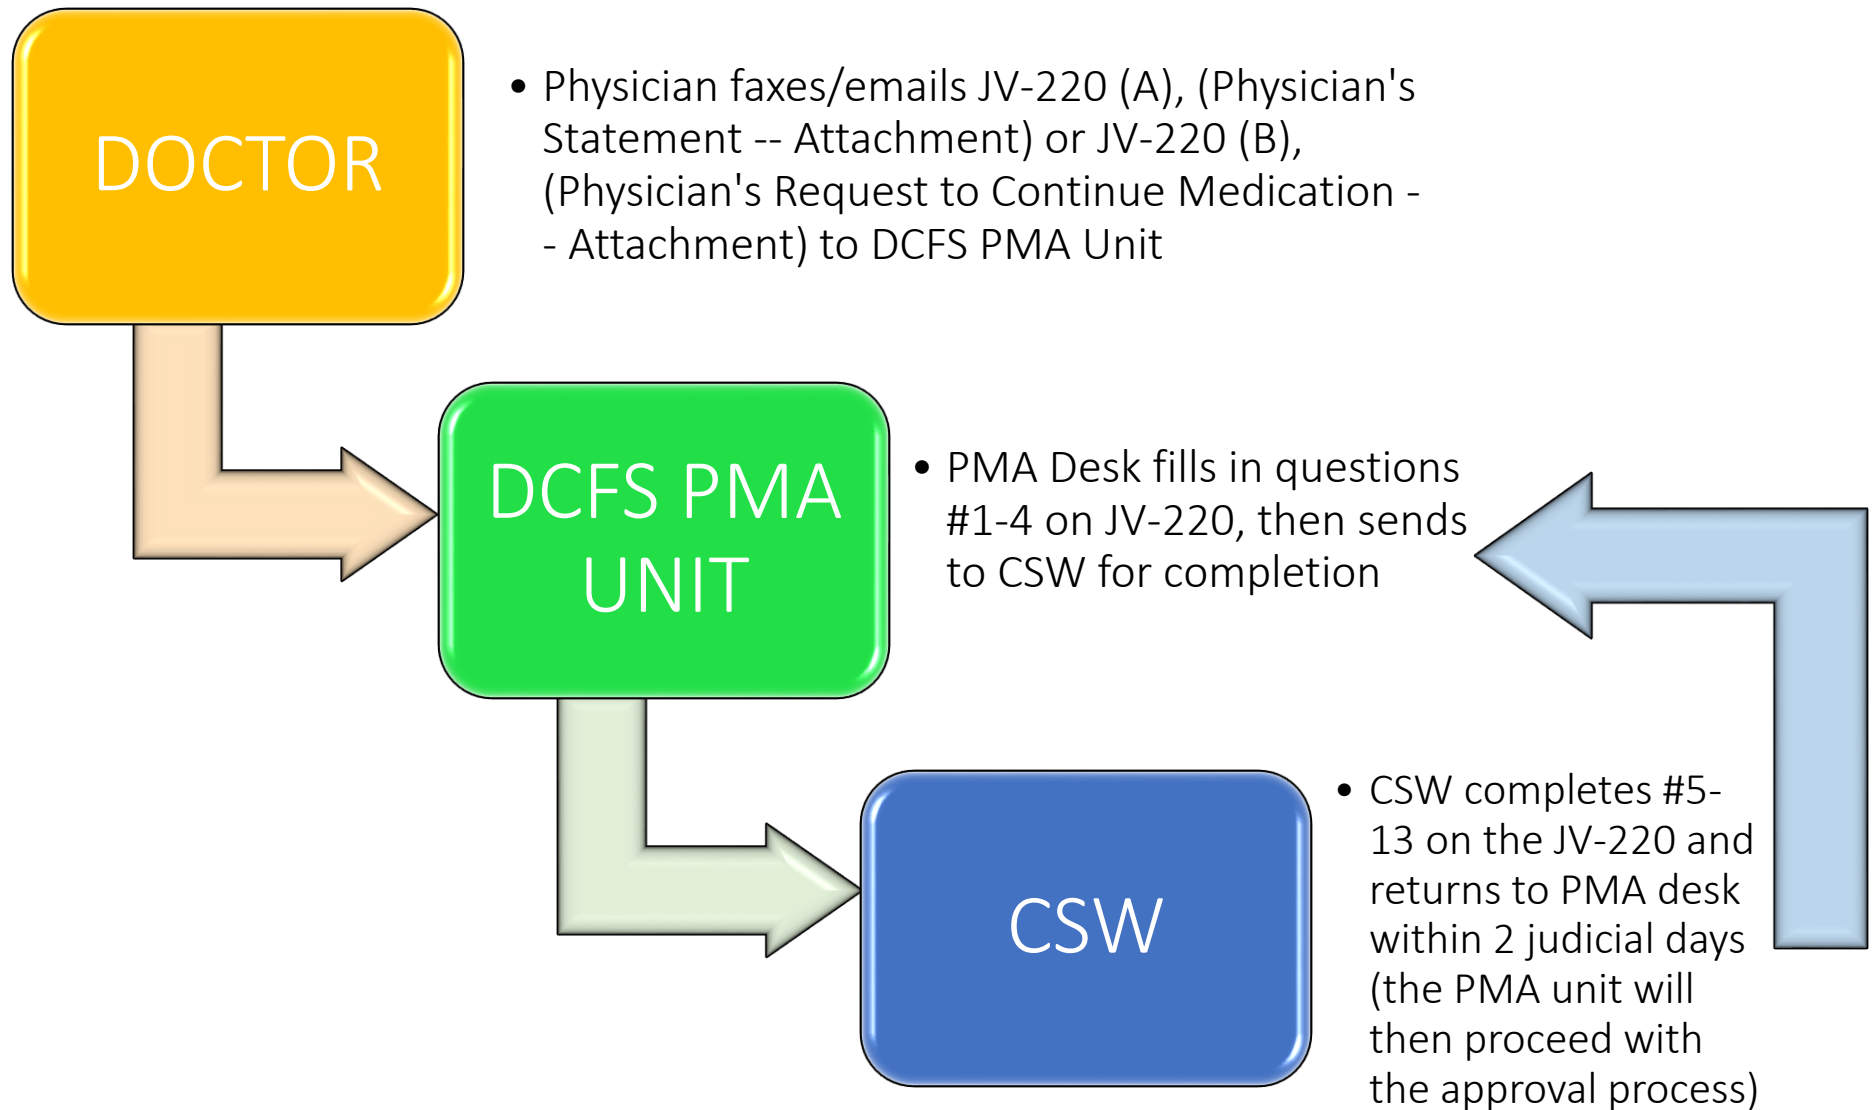 DOCTOR
• Physician faxes/emails JV-220 (A), (Physician's
Statement -- Attachment) or JV-220 (B),
(Physician's Request to Continue Medication -
- Attachment) to DCFS PMA Unit
DCFS PMA
UNIT
• PMA Desk fills in questions
#1-4 on JV-220, then sends
to CSW for completion
CSW
• CSW completes #5-
13 on the JV-220 and
returns to PMA desk
within 2 judicial days
(the PMA unit will
then proceed with
the approval process)